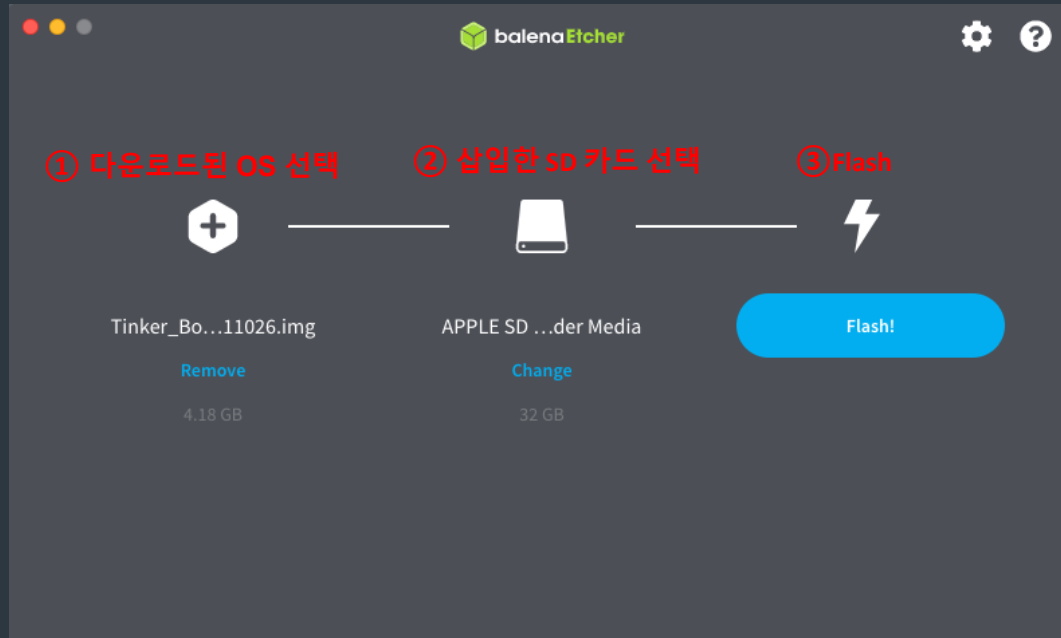 balenaEtcher
① 다운로드된 OS 선택
② 삽입한 SD 카드 선택
③Flash
Tinker_Bo...11026.img
APPLE SD ...der Media
Flash!
Remove
Change
4.18 GB
32 GB